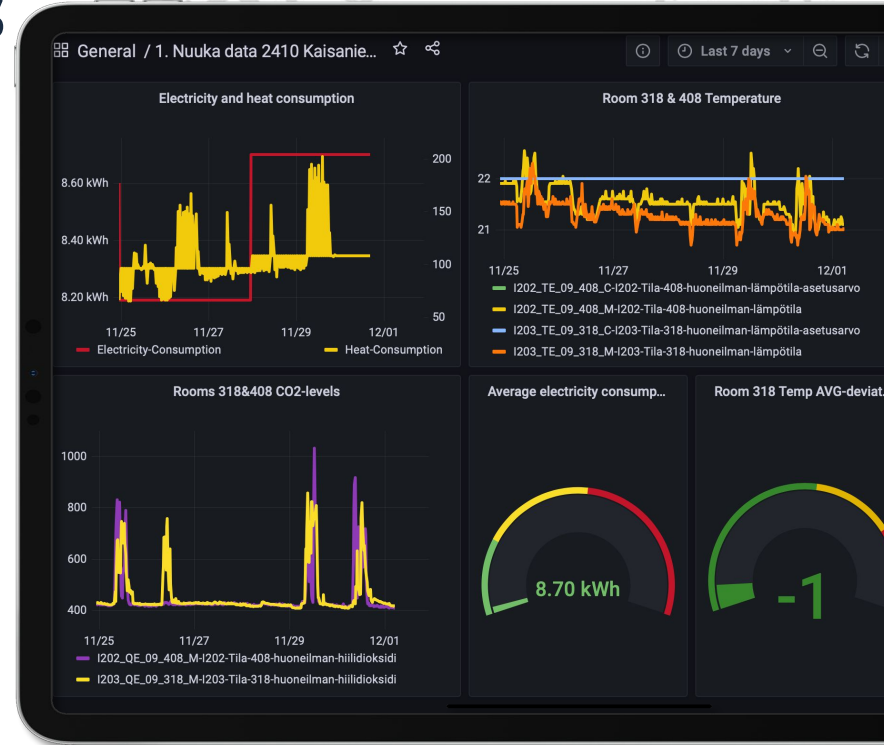 General / 1. Nuuka data 2410 Kaisanie...
Last 7 days
Electricity and heat consumption
8.60 kWh
8.40 kWh
8.20 kWh
200
150
100
50
11/25 11/27 11/29 12/01
Electricity-Consumption Heat-Consumption
Room 318 & 408 Temperature
22
21
11/25 11/27 11/29 12/01
I202_TE_09_408_C-I202-Tila-408-huoneilman-lämpötila-asetusarvo
I202_TE_09_408_M-I202-Tila-408-huoneilman-lämpötila
I203_TE_09_318_C-I203-Tila-318-huoneilman-lämpötila-asetusarvo
I203_TE_09_318_M-I203-Tila-318-huoneilman-lämpötila
Rooms 318&408 CO2-levels
1000
800
600
400
11/25 11/27 11/29 12/01
I202_QE_09_408_M-I202-Tila-408-huoneilman-hiilidioksidi
I203_QE_09_318_M-I203-Tila-318-huoneilman-hiilidioksidi
Average electricity consump...
8.70 kWh
Room 318 Temp AVG-deviat.
-1